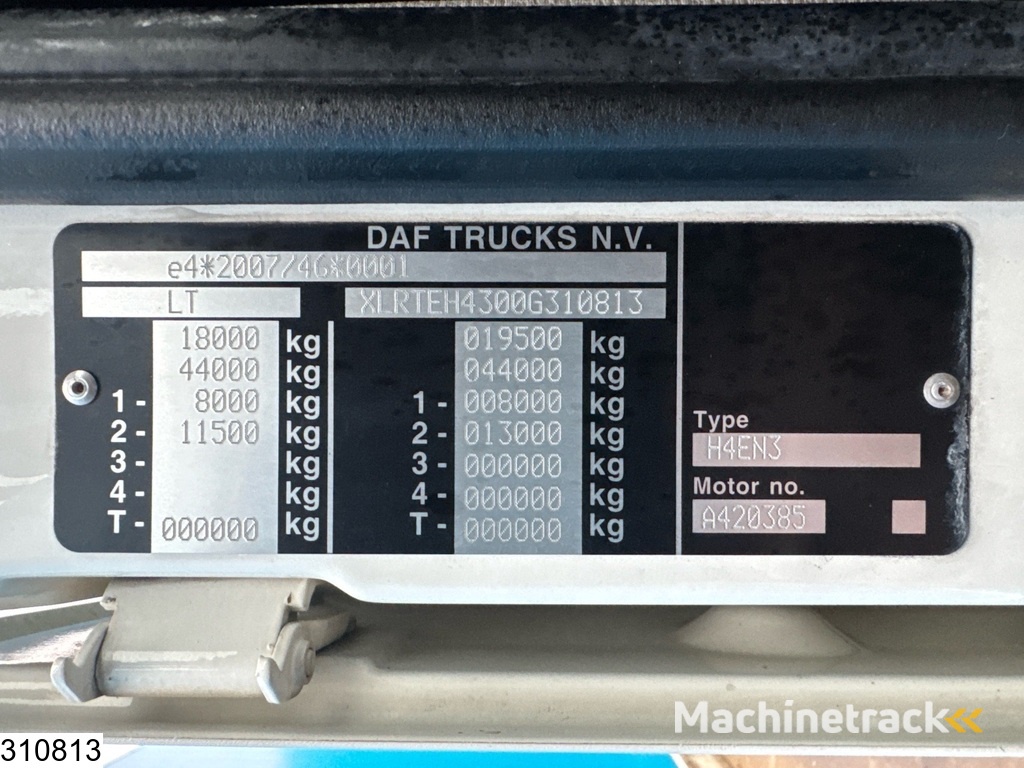 DAF TRUCKS N.V.
e4*2007/46*0001
LT XLRTEH4300G310813
18000 kg 019500 kg
44000 kg 044000 kg
1 - 8000 kg 1 - 008000 kg
2 - 11500 kg 2 - 013000 kg
3 - kg 3 - 000000 kg
4 - kg 4 - 000000 kg
T - 000000 kg T - 000000 kg
Type
H4EN3
Motor no.
A420385
Machinetrack
310813